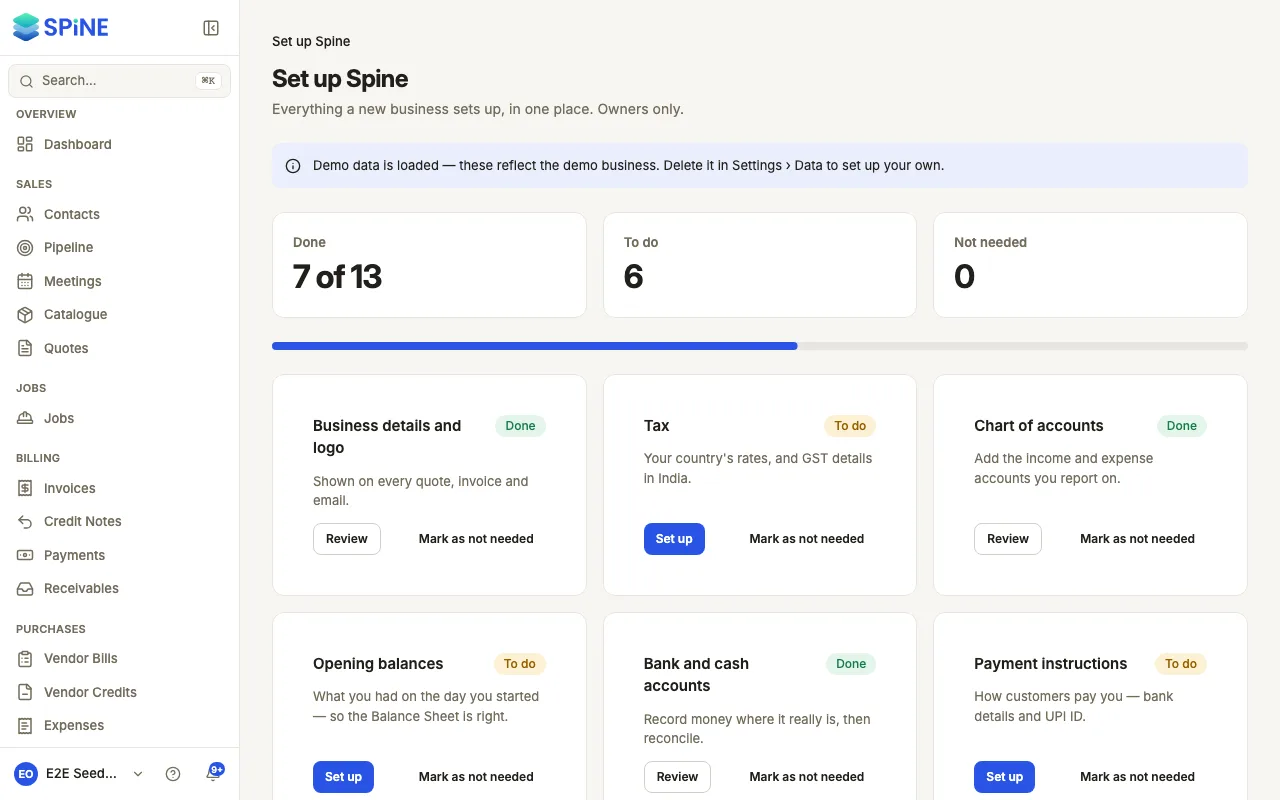 SPiNE
Search...
⌘K
OVERVIEW
Dashboard
SALES
Contacts
Pipeline
Meetings
Catalogue
Quotes
JOBS
Jobs
BILLING
Invoices
Credit Notes
Payments
Receivables
PURCHASES
Vendor Bills
Vendor Credits
Expenses
EO
E2E Seed...
9+
Set up Spine
Set up Spine
Everything a new business sets up, in one place. Owners only.
Demo data is loaded — these reflect the demo business. Delete it in Settings › Data to set up your own.
Done
7 of 13
To do
6
Not needed
0
Business details and
logo
Done
Shown on every quote, invoice and
email.
Review
Mark as not needed
Tax
To do
Your country's rates, and GST details
in India.
Set up
Mark as not needed
Chart of accounts
Done
Add the income and expense
accounts you report on.
Review
Mark as not needed
Opening balances
To do
What you had on the day you started
— so the Balance Sheet is right.
Set up
Mark as not needed
Bank and cash
accounts
Done
Record money where it really is, then
reconcile.
Review
Mark as not needed
Payment instructions
To do
How customers pay you — bank
details and UPI ID.
Set up
Mark as not needed